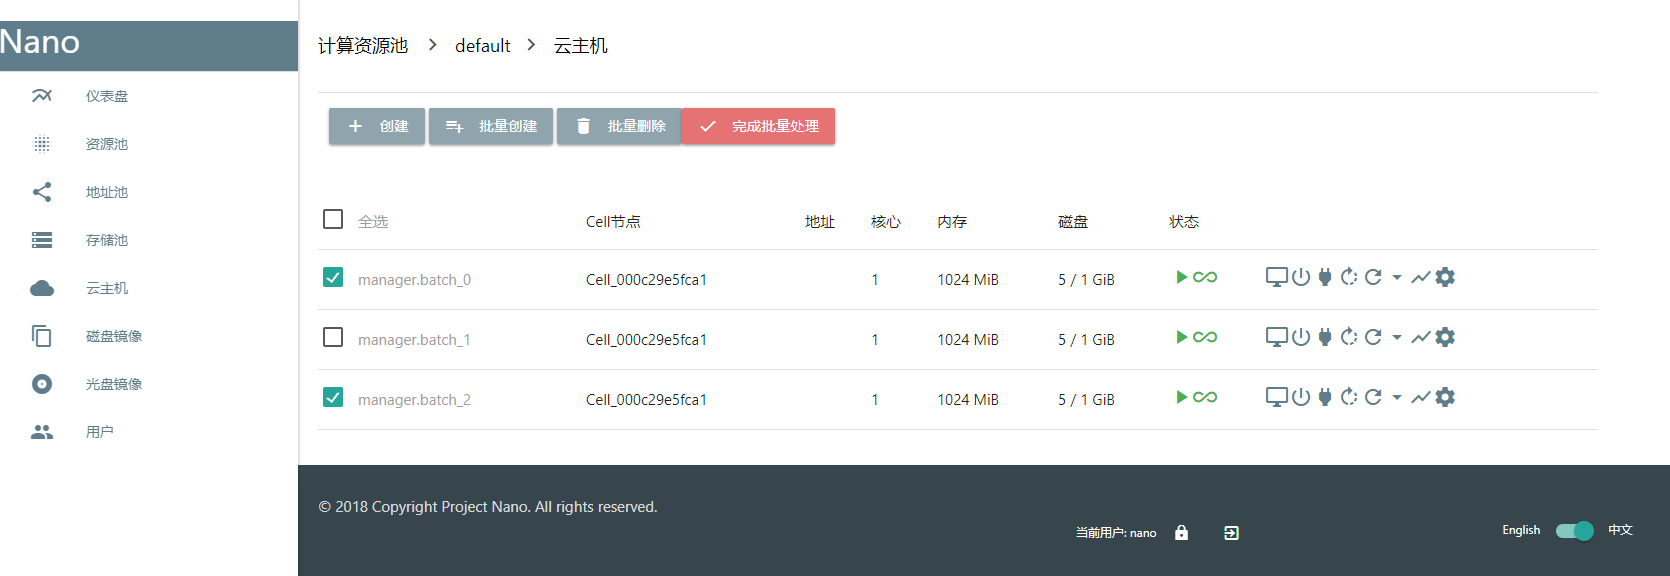 Nano
仪表盘
资源池
地址池
存储池
云主机
磁盘镜像
光盘镜像
用户
计算资源池 > default > 云主机
创建 批量创建 批量删除 完成批量处理
全选 Cell节点 地址 核心 内存 磁盘 状态
manager.batch_0 Cell_000c29e5fca1 1 1024 MiB 5 / 1 GiB
manager.batch_1 Cell_000c29e5fca1 1 1024 MiB 5 / 1 GiB
manager.batch_2 Cell_000c29e5fca1 1 1024 MiB 5 / 1 GiB
© 2018 Copyright Project Nano. All rights reserved.
当前用户: nano
English 中文